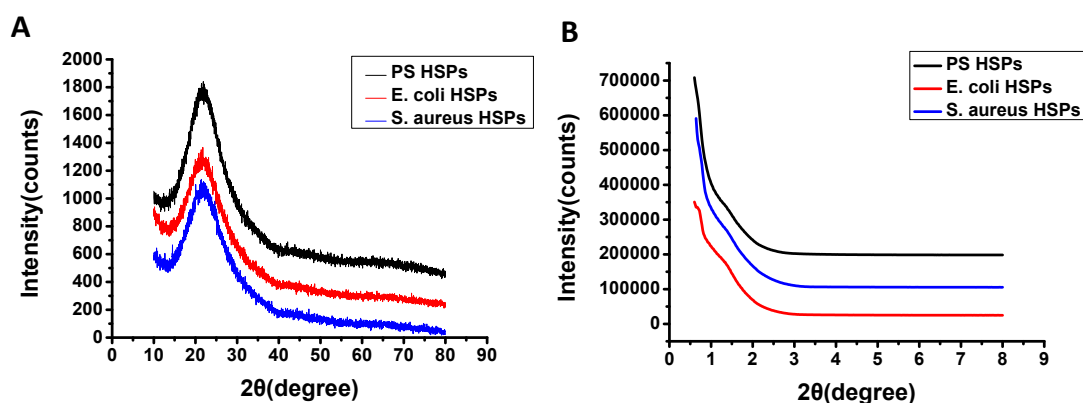 A
Intensity(counts)
2000
1800
1600
1400
1200
1000
800
600
400
200
0
0 10 20 30 40 50 60 70 80 90
2θ(degree)
PS HSPs
E. coli HSPs
S. aureus HSPs
B
Intensity(counts)
700000
600000
500000
400000
300000
200000
100000
0
0 1 2 3 4 5 6 7 8 9
2θ(degree)
PS HSPs
E. coli HSPs
S. aureus HSPs